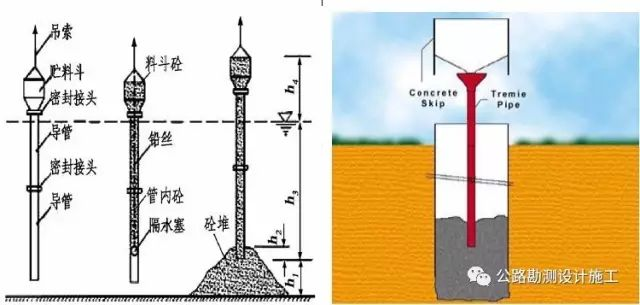 吊索
贮料斗
密封接头
导管
密封接头
导管
料斗砼
铅丝
管内砼
隔水塞
砼堆
h4
h3
h2
h1
Concrete
Skip
Tremie
Pipe
公路勘测设计施工